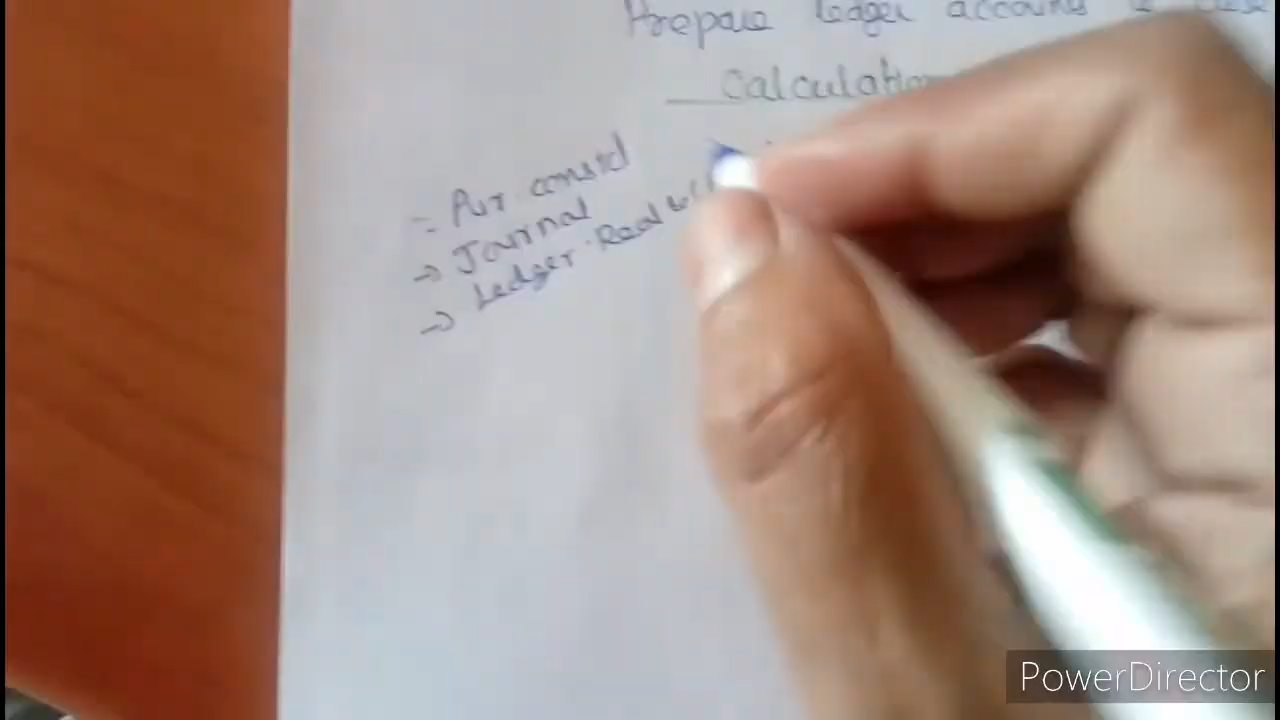 Prepare ledger accounts
Calculation
- Pur. consid
→ Journal
→ Ledger. Real
PowerDirector